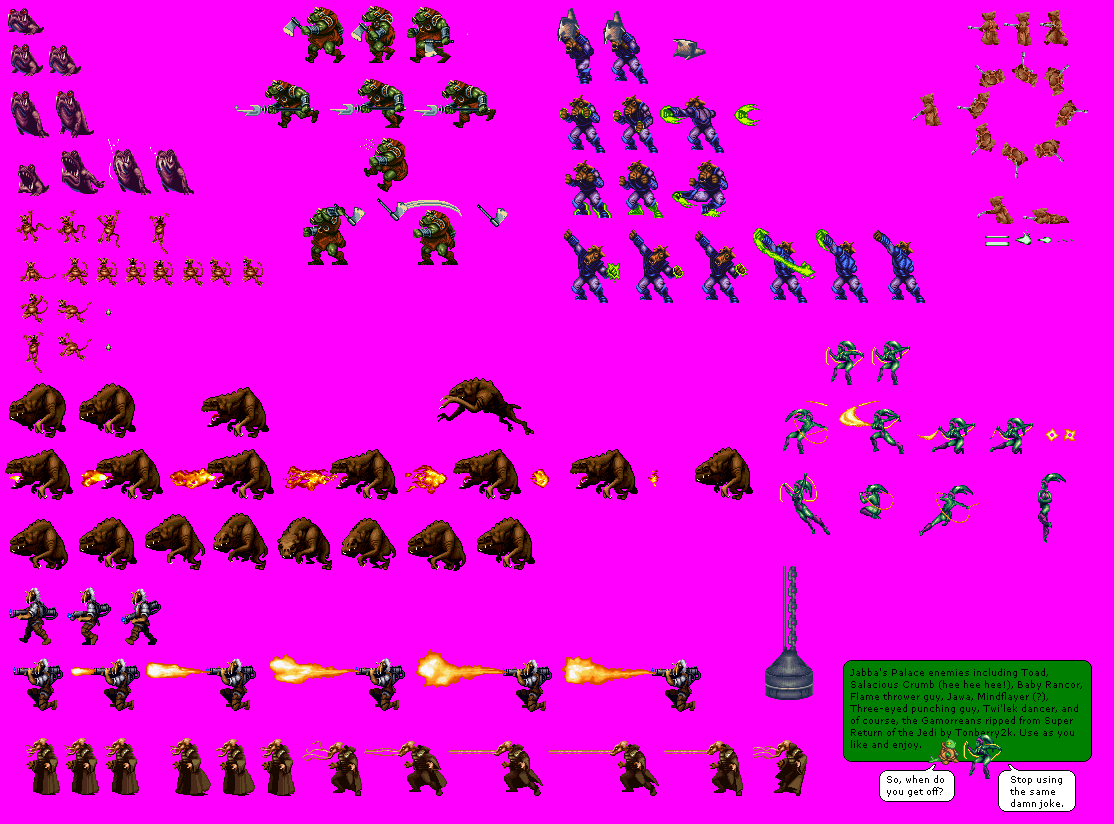 Jabba's Palace enemies including Toad,
Salacious Crumb (hee hee hee!), Baby Rancor,
Flame thrower guy, Jawa, Mindflayer (?),
Three-eyed punching guy, Twi'lek dancer, and
of course, the Gamorreans ripped from Super
Return of the Jedi by Tonberry2k. Use as you
like and enjoy.
So, when do
you get off?
Stop using
the same
damn joke.